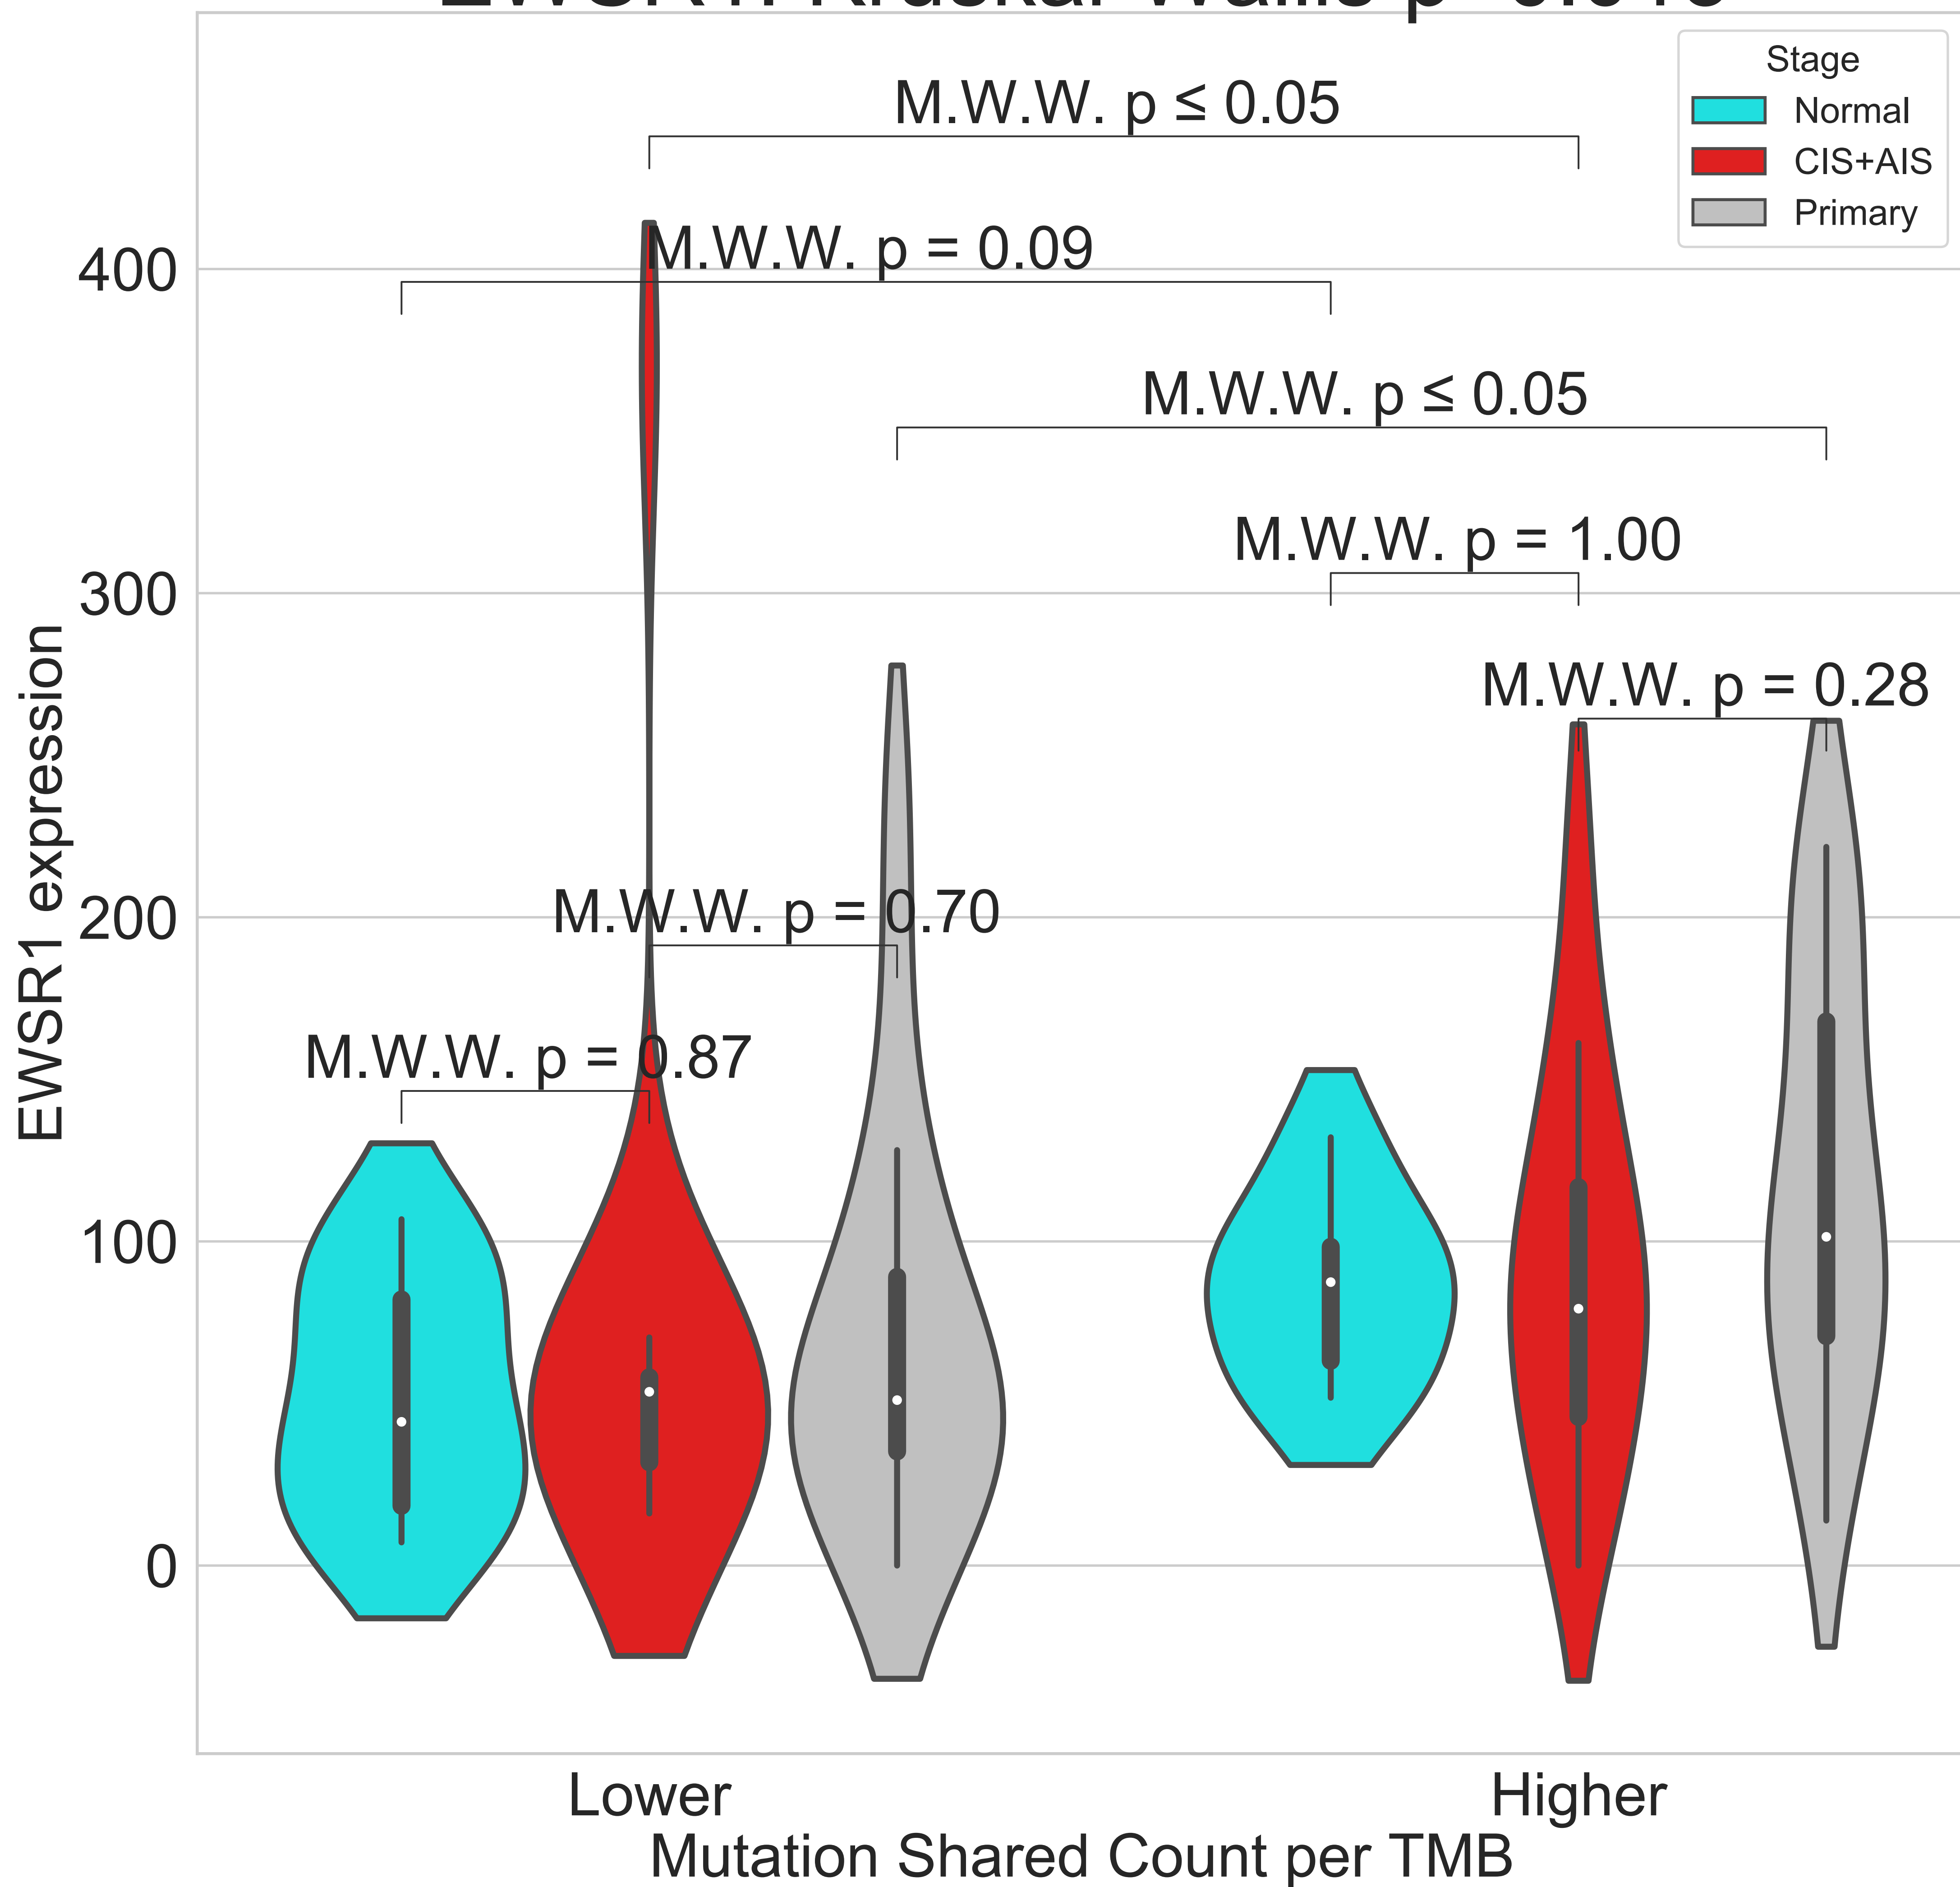 Stage
Normal
CIS+AIS
Primary
M.W.W. p ≤ 0.05
M.W.W. p = 0.09
M.W.W. p ≤ 0.05
M.W.W. p = 1.00
M.W.W. p = 0.28
M.W.W. p = 0.70
M.W.W. p = 0.87
EWSR1 expression
400
300
200
100
0
Lower
Higher
Mutation Shared Count per TMB